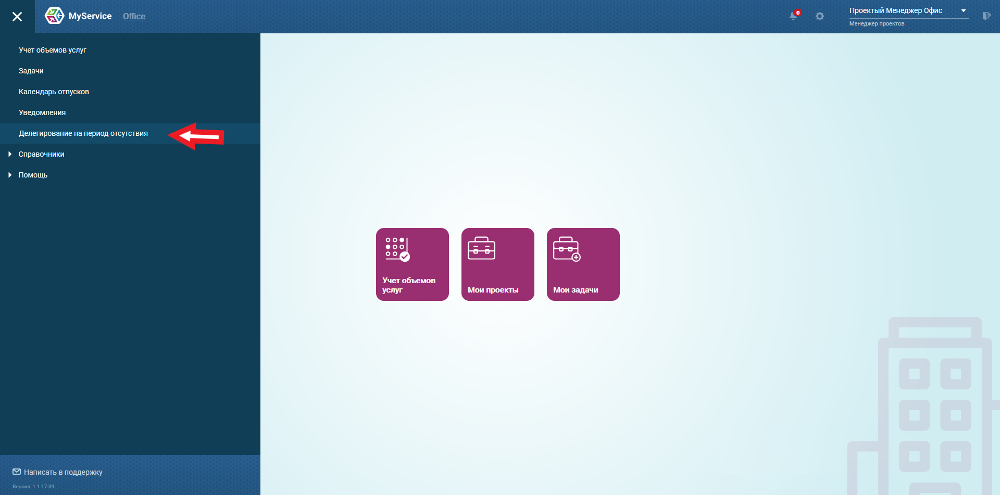 MyService Office
0
Проектый Менеджер Офис
Менеджер проектов
Учет объемов услуг
Задачи
Календарь отпусков
Уведомления
Делегирование на период отсутствия
Справочники
Помощь
Учет объемов
услуг
Мои проекты
Мои задачи
Написать в поддержку
Версия: 1.1.17.39